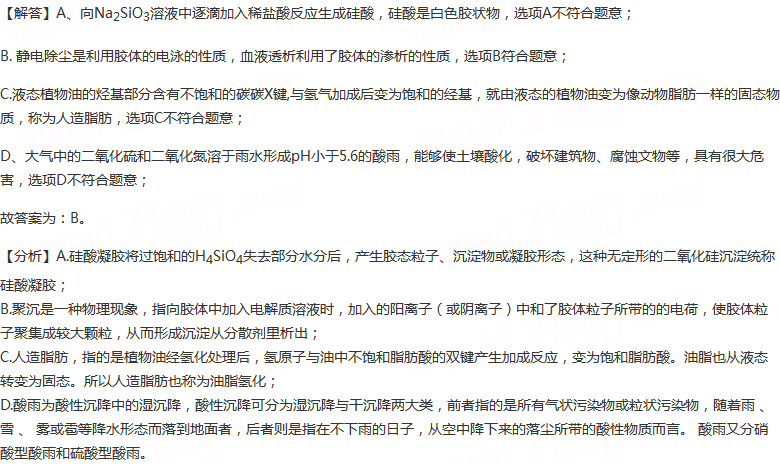 【解答】A、向Na2SiO3溶液中逐滴加入稀盐酸反应生成硅酸，硅酸是白色胶状物，选项A不符合题意；
B. 静电除尘是利用胶体的电泳的性质，血液透析利用了胶体的渗析的性质，选项B符合题意；
C.液态植物油的烃基部分含有不饱和的碳碳X键,与氢气加成后变为饱和的烃基，就由液态的植物油变为像动物脂肪一样的固态物
质，称为人造脂肪，选项C不符合题意；
D、大气中的二氧化硫和二氧化氮溶于雨水形成pH小于5.6的酸雨，能够使土壤酸化，破坏建筑物、腐蚀文物等，具有很大危
害，选项D不符合题意；
故答案为：B。
【分析】A.硅酸凝胶将过饱和的H4SiO4失去部分水分后，产生胶态粒子、沉淀物或凝胶形态，这种无定形的二氧化硅沉淀统称
硅酸凝胶；
B.聚沉是一种物理现象，指向胶体中加入电解质溶液时，加入的阳离子（或阴离子）中和了胶体粒子所带的的电荷，使胶体粒
子聚集成较大颗粒，从而形成沉淀从分散剂里析出；
C.人造脂肪，指的是植物油经氢化处理后，氢原子与油中不饱和脂肪酸的双键产生加成反应，变为饱和脂肪酸。油脂也从液态
转变为固态。所以人造脂肪也称为油脂氢化；
D.酸雨为酸性沉降中的湿沉降，酸性沉降可分为湿沉降与干沉降两大类，前者指的是所有气状污染物或粒状污染物，随着雨 、
雪 、 雾或雹等降水形态而落到地面者，后者则是指在不下雨的日子，从空中降下来的落尘所带的酸性物质而言。 酸雨又分硝
酸型酸雨和硫酸型酸雨。